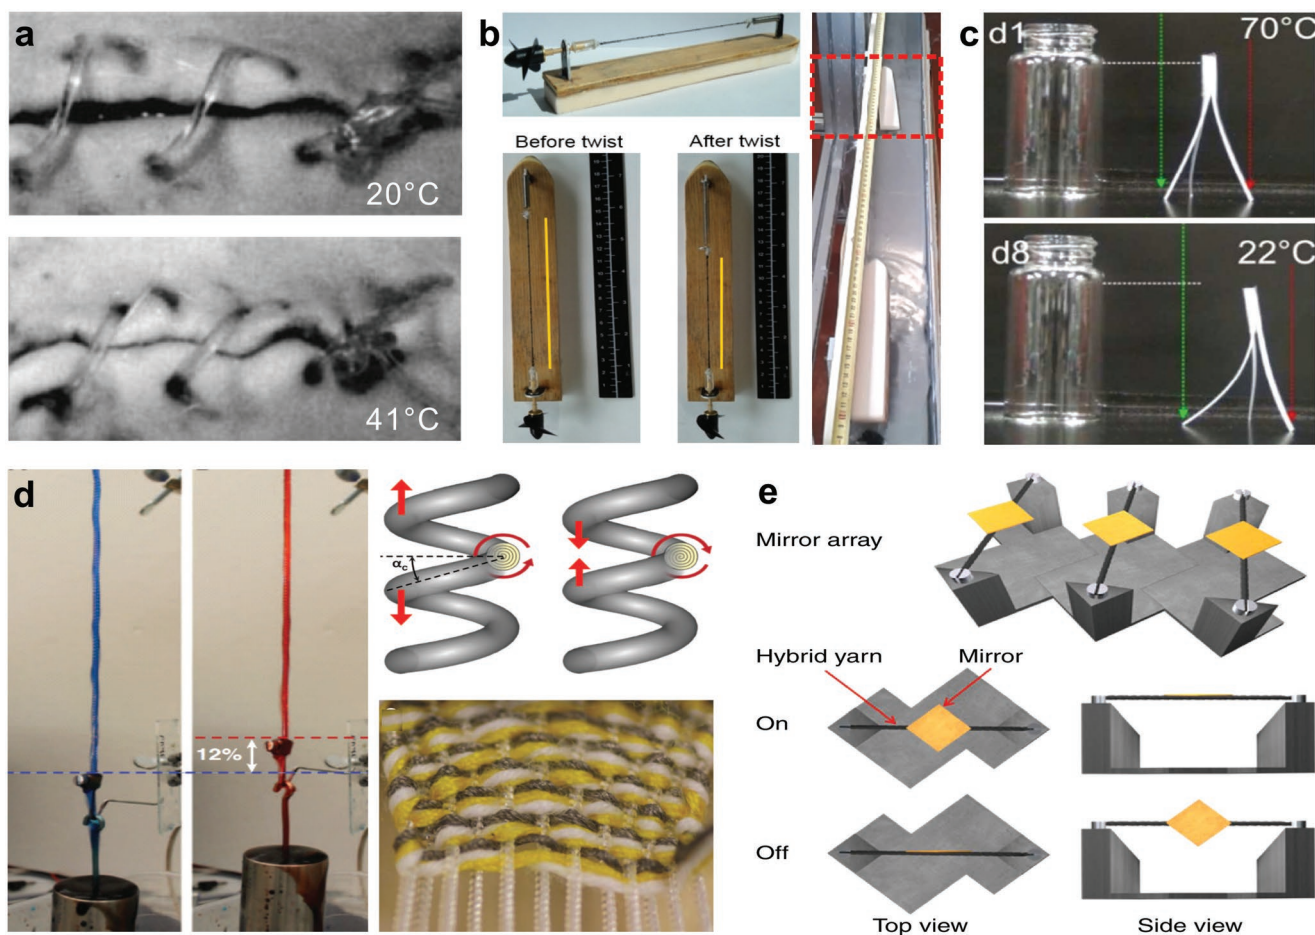 a
20°C
41°C
b
Before twist
After twist
c
d1
70°C
d8
22°C
d
12%
αc
e
Mirror array
Hybrid yarn
Mirror
On
Off
Top view
Side view